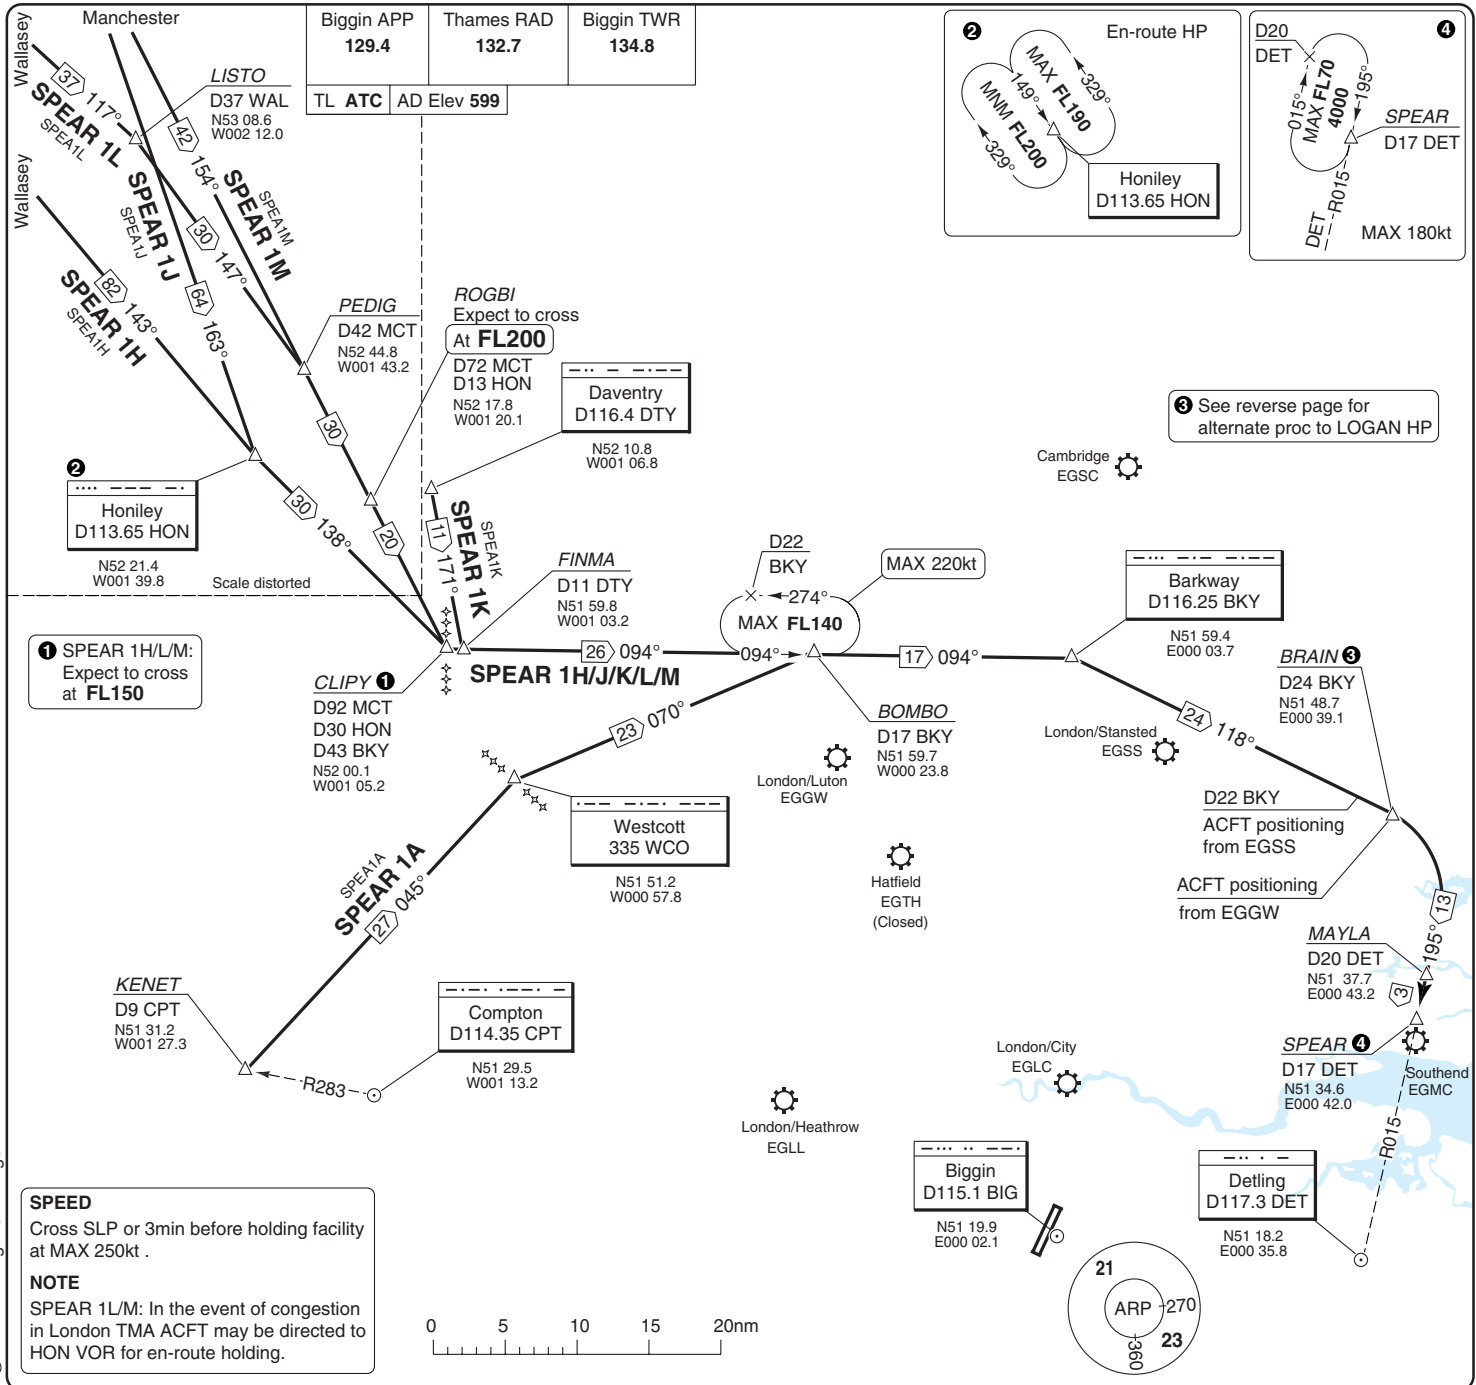 Wallasey
Manchester
Biggin APP
129.4
Thames RAD
132.7
Biggin TWR
134.8
TL ATC
AD Elev 599
37
117°
SPEAR 1L
SPEA1L
LISTO
D37 WAL
N53 08.6
W002 12.0
42
154°
SPEAR 1M
SPEA1M
30
147°
Wallasey
SPEAR 1J
SPEA1J
64
163°
82
143°
SPEAR 1H
SPEA1H
PEDIG
D42 MCT
N52 44.8
W001 43.2
ROGBI
Expect to cross
At FL200
D72 MCT
D13 HON
N52 17.8
W001 20.1
Daventry
D116.4 DTY
N52 10.8
W001 06.8
30
20
2
Honiley
D113.65 HON
N52 21.4
W001 39.8
30
138°
Scale distorted
11
171°
SPEAR 1K
SPEA1K
2
En-route HP
MAX FL190
329°
149°
MNM FL200
329°
Honiley
D113.65 HON
4
D20
DET
015°
MAX FL70
4000
195°
SPEAR
D17 DET
R015
DET
MAX 180kt
3 See reverse page for
alternate proc to LOGAN HP
Cambridge
EGSC
1 SPEAR 1H/L/M:
Expect to cross
at FL150
CLIPY 1
D92 MCT
D30 HON
D43 BKY
N52 00.1
W001 05.2
FINMA
D11 DTY
N51 59.8
W001 03.2
26
094°
SPEAR 1H/J/K/L/M
D22
BKY
274°
MAX FL140
094°
MAX 220kt
17
094°
BOMBO
D17 BKY
N51 59.7
W000 23.8
Barkway
D116.25 BKY
N51 59.4
E000 03.7
BRAIN 3
D24 BKY
N51 48.7
E000 39.1
24
118°
London/Stansted
EGSS
23
070°
London/Luton
EGGW
D22 BKY
ACFT positioning
from EGSS
ACFT positioning
from EGGW
Westcott
335 WCO
N51 51.2
W000 57.8
Hatfield
EGTH
(Closed)
SPEA1A
SPEAR 1A
27
045°
13
195°
MAYLA
D20 DET
N51 37.7
E000 43.2
3
KENET
D9 CPT
N51 31.2
W001 27.3
R283
Compton
D114.35 CPT
N51 29.5
W001 13.2
London/City
EGLC
SPEAR 4
D17 DET
N51 34.6
E000 42.0
Southend
EGMC
R015
London/Heathrow
EGLL
Biggin
D115.1 BIG
N51 19.9
E000 02.1
Detling
D117.3 DET
N51 18.2
E000 35.8
SPEED
Cross SLP or 3min before holding facility
at MAX 250kt .
NOTE
SPEAR 1L/M: In the event of congestion
in London TMA ACFT may be directed to
HON VOR for en-route holding.
0 5 10 15 20nm
21
ARP
270
23
360